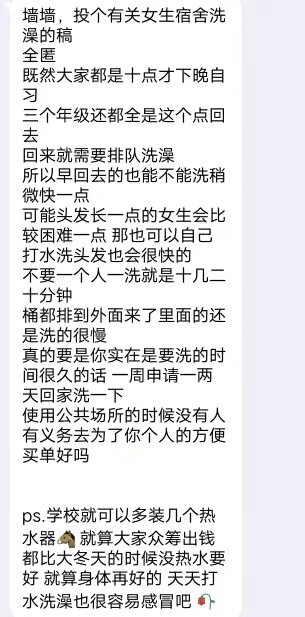 墙墙，投个有关女生宿舍洗
澡的稿
全匿
既然大家都是十点才下晚自
习
三个年级还都全是这个点回
去
回来就需要排队洗澡
所以早回去的也能不能洗稍
微快一点
可能头发长一点的女生会比
较困难一点 那也可以自己
打水洗头发也会很快的
不要一个人一洗就是十几二
十分钟
桶都排到外面来了里面的还
是洗的很慢
真的要是你实在是要洗的时
间很久的话 一周申请一两
天回家洗一下
使用公共场所的时候没有人
有义务去为了你个人的方便
买单好吗
ps.学校就可以多装几个热
水器🐴 就算大家众筹出钱
都比大冬天的时候没热水要
好 就算身体再好的 天天打
水洗澡也很容易感冒吧 🥀